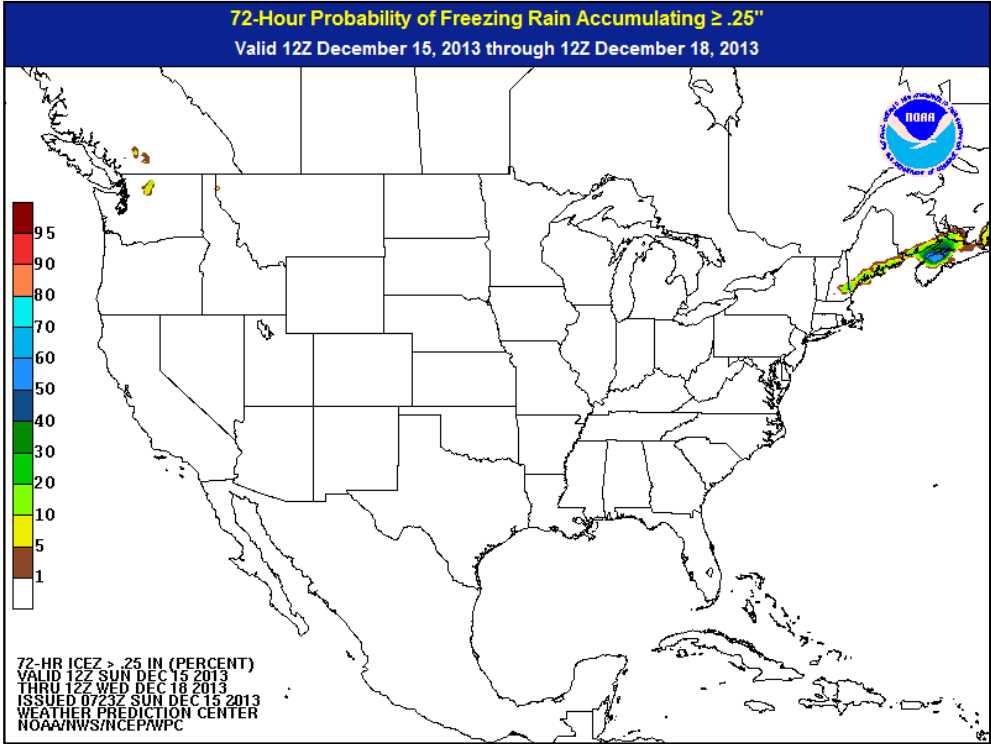 72-Hour Probability of Freezing Rain Accumulating ≥ .25"
Valid 12Z December 15, 2013 through 12Z December 18, 2013
NOAA
95
90
80
70
60
50
40
30
20
10
5
1
72-HR ICEZ > .25 IN (PERCENT)
VALID 12Z SUN DEC 15 2013
THRU 12Z WED DEC 18 2013
ISSUED 0723Z SUN DEC 15 2013
WEATHER PREDICTION CENTER
NOAA/NWS/NCEP/WPC